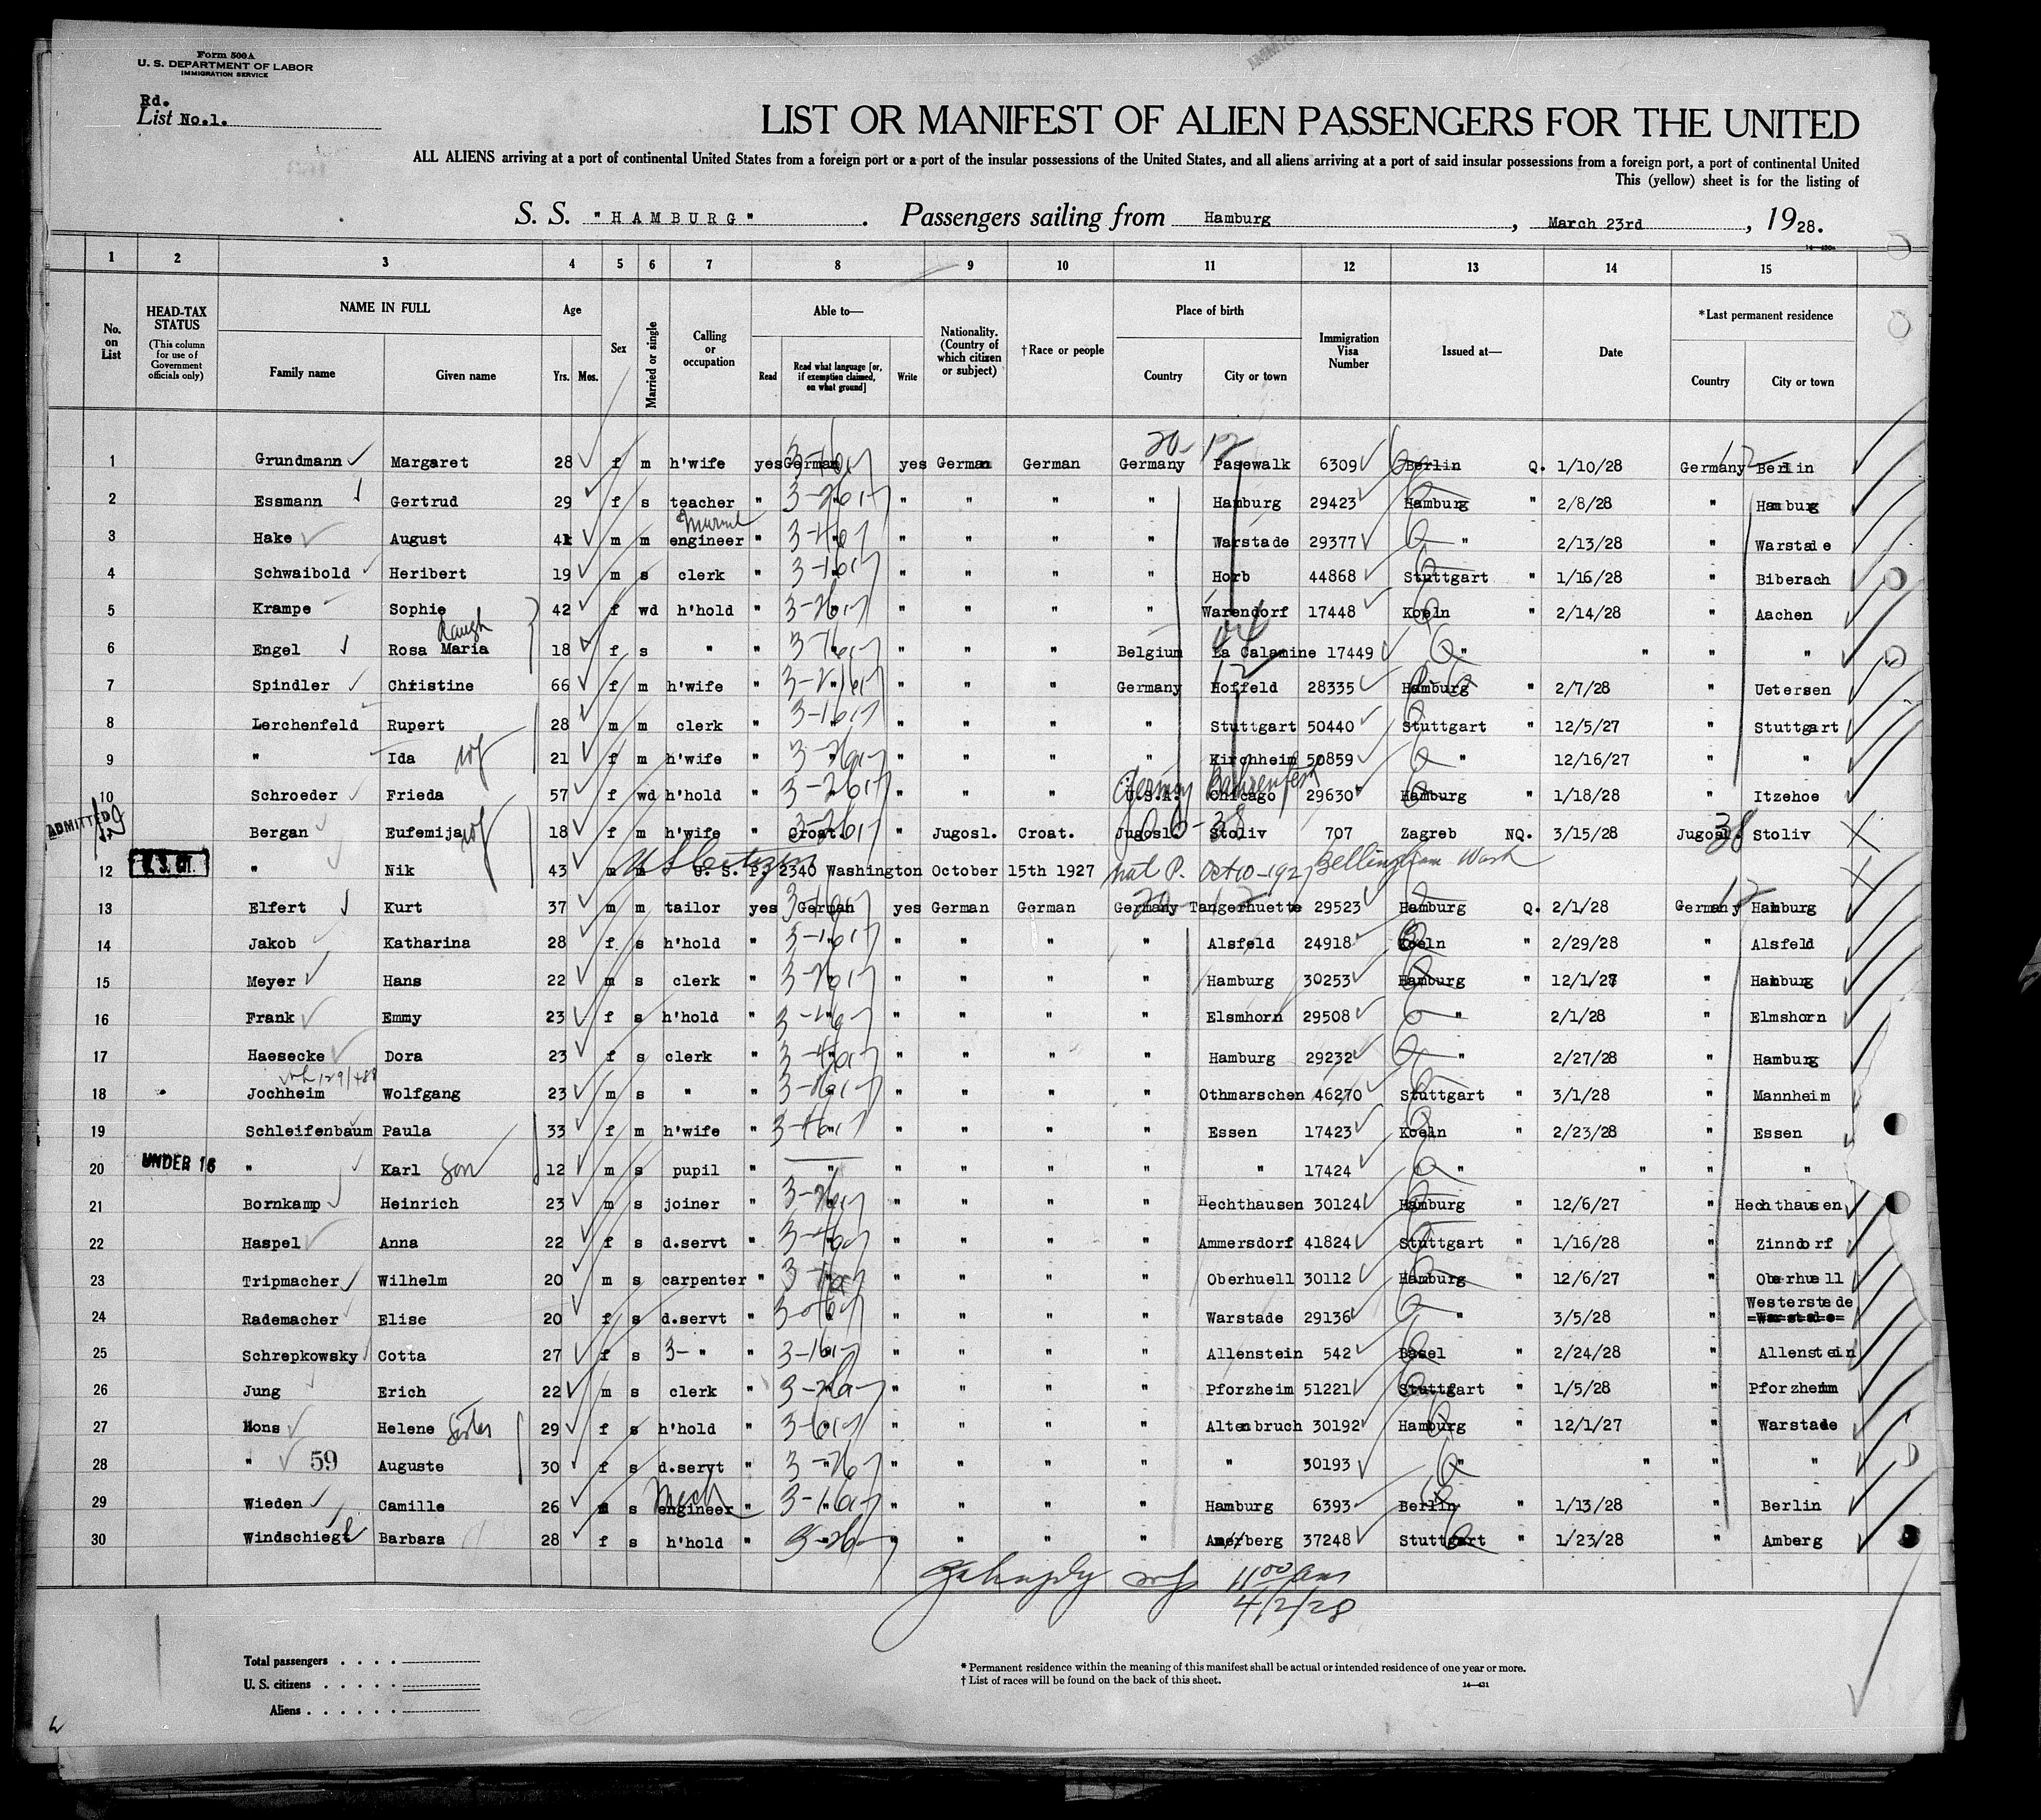 Form 500A
U. S. DEPARTMENT OF LABOR
IMMIGRATION SERVICE
Rd.
List No.1.
LIST OR MANIFEST OF ALIEN PASSENGERS FOR THE UNITED
ALL ALIENS arriving at a port of continental United States from a foreign port or a port of the insular possessions of the United States, and all aliens arriving at a port of said insular possessions from a foreign port, a port of continental United
This (yellow) sheet is for the listing of
S. S. "HAMBURG" . Passengers sailing from Hamburg , March 23rd , 1928.
1 2 3 4 5 6 7 8 9 10 11 12 13 14 15
No. on List
HEAD-TAX STATUS
(This column for use of Government officials only)
NAME IN FULL
Family name Given name
Age
Yrs. Mos.
Sex
Married or single
Calling or occupation
Able to—
Read Read what language [or, if exemption claimed, on what ground] Write
Nationality. (Country of which citizen or subject)
†Race or people
Place of birth
Country City or town
Immigration Visa Number
Issued at—
Date
*Last permanent residence
Country City or town
20-12
1 Grundmann Margaret 28 f m h'wife yes German yes German German Germany Pasewalk 6309 Berlin Q. 1/10/28 Germany Berlin
2 Essmann Gertrud 29 f s teacher " " " " " " Hamburg 29423 Hamburg " 2/8/28 " Hamburg
3 Hake August 41 m m engineer " " " " " " Warstade 29377 " 2/13/28 " Warstade
4 Schwaibold Heribert 19 m s clerk " " " " " " Horb 44868 Stuttgart " 1/16/28 " Biberach
5 Krampe Sophie 42 f wd h'hold " " " " " " Warendorf 17448 Koeln " 2/14/28 " Aachen
daugh
6 Engel Rosa Maria 18 f s " " " " " " Belgium La Calamine 17449 " " " "
7 Spindler Christine 66 f m h'wife " " " " " Germany Hoffeld 28335 Hamburg " 2/7/28 " Uetersen
8 Lerchenfeld Rupert 28 m m clerk " " " " " " Stuttgart 50440 Stuttgart " 12/5/27 " Stuttgart
9 " Ida wf 21 f m h'wife " " " " " " Kirchheim 50859 " 12/16/27 " "
Germany Bahrenfeld
10 Schroeder Frieda 57 f wd h'hold " " " " " U.S.A. Chicago 29630 Hamburg " 1/18/28 " Itzehoe
ADMITTED
11 Bergan Eufemija wf 18 f m h'wife " Croat. " Jugosl. Croat. Jugosl. Stoliv 707 Zagreb NQ. 3/15/28 Jugosl. Stoliv
12 " Nik 43 m m US Citizen U. S. P. 2340 Washington October 15th 1927 Nat P. Oct 10-1927 Bellingham Wash
13 Elfert Kurt 37 m m tailor yes German yes German German Germany Tangerhuette 29523 Hamburg Q. 2/1/28 Germany Hamburg
14 Jakob Katharina 28 f s h'hold " " " " " " Alsfeld 24918 Koeln " 2/29/28 " Alsfeld
15 Meyer Hans 22 m s clerk " " " " " " Hamburg 30253 Hamburg " 12/1/27 " Hamburg
16 Frank Emmy 23 f s h'hold " " " " " " Elsmhorn 29508 " 2/1/28 " Elmshorn
17 Haesecke Dora 23 f s clerk " " " " " " Hamburg 29232 " 2/27/28 " Hamburg
18 Jochheim Wolfgang 23 m s " " " " " " " Othmarschen 46270 Stuttgart " 3/1/28 " Mannheim
19 Schleifenbaum Paula 33 f m h'wife " " " " " " Essen 17423 Koeln " 2/23/28 " Essen
20 UNDER 16 " Karl son 12 m s pupil " " " " " " " 17424 " " " "
21 Bornkamp Heinrich 23 m s joiner " " " " " " Hechthausen 30124 Hamburg " 12/6/27 " Hechthausen
22 Haspel Anna 22 f s d.servt " " " " " " Ammersdorf 41824 Stuttgart " 1/16/28 " Zinndorf
23 Tripmacher Wilhelm 20 m s carpenter " " " " " " Oberhuell 30112 Hamburg " 12/6/27 " Oberhuell
24 Rademacher Elise 20 f s d.servt " " " " " " Warstade 29136 " 3/5/28 " Westerstede
Warstade
25 Schrepkowsky Cotta 27 f s " " " " " " " Allenstein 542 Basel " 2/24/28 " Allenstein
26 Jung Erich 22 m s clerk " " " " " " Pforzheim 51221 Stuttgart " 1/5/28 " Pforzheim
27 Mons Helene Sister 29 f s h'hold " " " " " " Altenbruch 30192 Hamburg " 12/1/27 " Warstade
28 " 59 Auguste 30 f s d.servt " " " " " " " 30193 " " " "
Mech
29 Wieden Camille 26 m s engineer " " " " " " Hamburg 6393 Berlin " 1/13/28 " Berlin
30 Windschiegl Barbara 28 f s h'hold " " " " " " Amberg 37248 Stuttgart " 1/23/28 " Amberg
11 00 am
4/2/28
Total passengers . . . .
U. S. citizens . . . . .
Aliens . . . . . .
* Permanent residence within the meaning of this manifest shall be actual or intended residence of one year or more.
† List of races will be found on the back of this sheet.
14—431